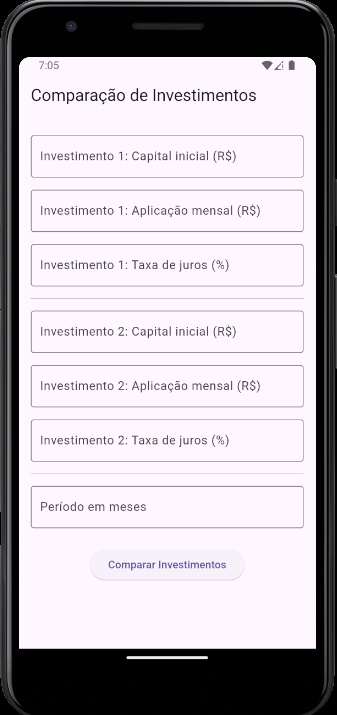 7:05
Comparação de Investimentos
Investimento 1: Capital inicial (R$)
Investimento 1: Aplicação mensal (R$)
Investimento 1: Taxa de juros (%)
Investimento 2: Capital inicial (R$)
Investimento 2: Aplicação mensal (R$)
Investimento 2: Taxa de juros (%)
Período em meses
Comparar Investimentos